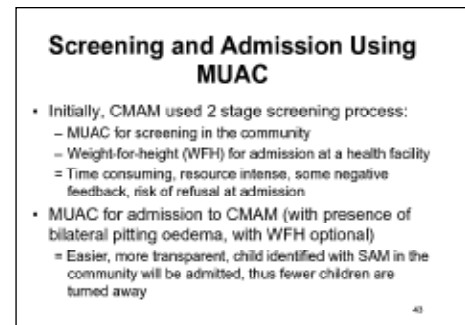 Screening and Admission Using
MUAC
• Initially, CMAM used 2 stage screening process:
– MUAC for screening in the community
– Weight-for-height (WFH) for admission at a health facility
= Time consuming, resource intense, some negative
feedback, risk of refusal at admission
• MUAC for admission to CMAM (with presence of
bilateral pitting oedema, with WFH optional)
= Easier, more transparent, child identified with SAM in the
community will be admitted, thus fewer children are
turned away
43